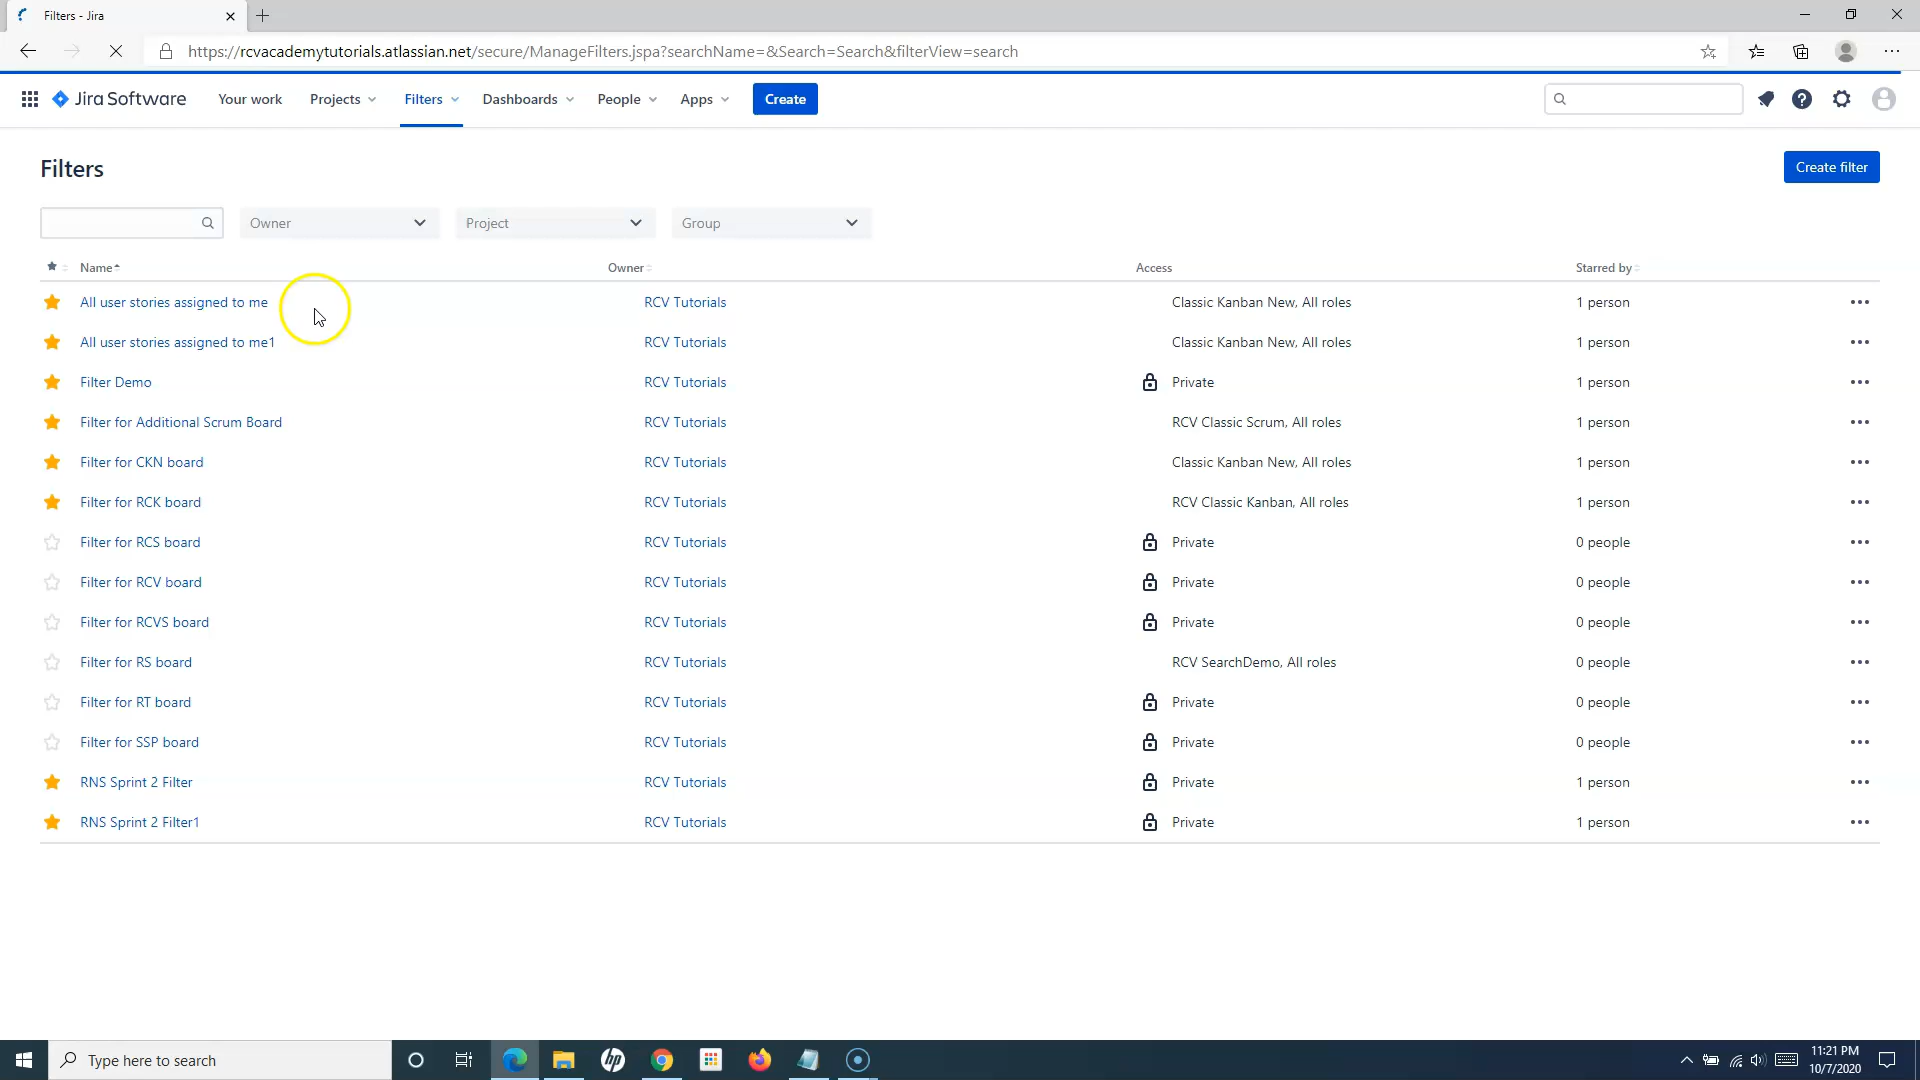 Filters - Jira
https://rcvacademytutorials.atlassian.net/secure/ManageFilters.jspa?searchName=&Search=Search&filterView=search
Jira Software Your work Projects Filters Dashboards People Apps Create
Filters
Create filter
Owner Project Group
Name Owner Access Starred by
All user stories assigned to me RCV Tutorials Classic Kanban New, All roles 1 person
All user stories assigned to me1 RCV Tutorials Classic Kanban New, All roles 1 person
Filter Demo RCV Tutorials Private 1 person
Filter for Additional Scrum Board RCV Tutorials RCV Classic Scrum, All roles 1 person
Filter for CKN board RCV Tutorials Classic Kanban New, All roles 1 person
Filter for RCK board RCV Tutorials RCV Classic Kanban, All roles 1 person
Filter for RCS board RCV Tutorials Private 0 people
Filter for RCV board RCV Tutorials Private 0 people
Filter for RCVS board RCV Tutorials Private 0 people
Filter for RS board RCV Tutorials RCV SearchDemo, All roles 0 people
Filter for RT board RCV Tutorials Private 0 people
Filter for SSP board RCV Tutorials Private 0 people
RNS Sprint 2 Filter RCV Tutorials Private 1 person
RNS Sprint 2 Filter1 RCV Tutorials Private 1 person
Type here to search
hp
11:21 PM
10/7/2020